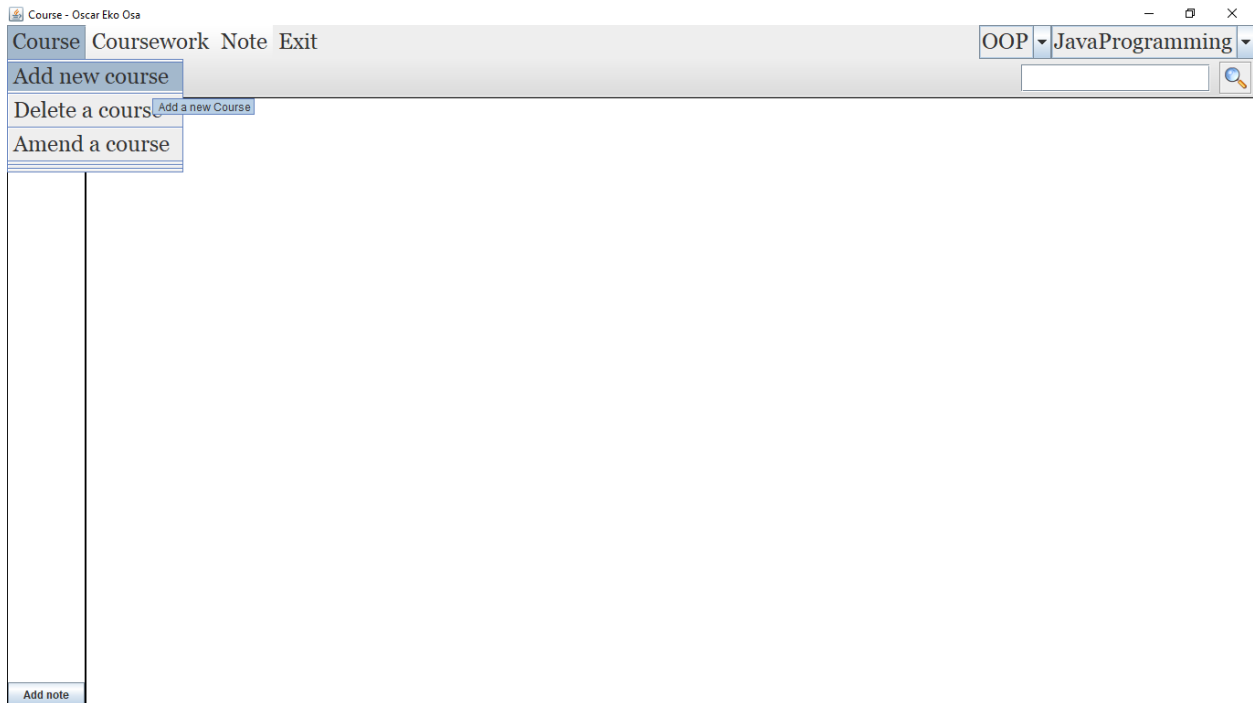 Course - Oscar Eko Osa
Course Coursework Note Exit OOP JavaProgramming
Add new course
Delete a course
Add a new Course
Amend a course
Add note